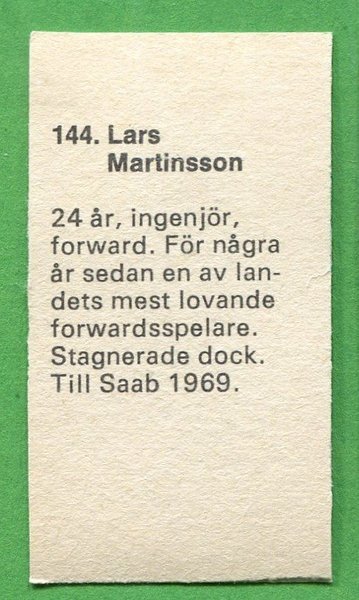 144. Lars
Martinsson
24 år, ingenjör,
forward. För några
år sedan en av lan-
dets mest lovande
forwardsspelare.
Stagnerade dock.
Till Saab 1969.